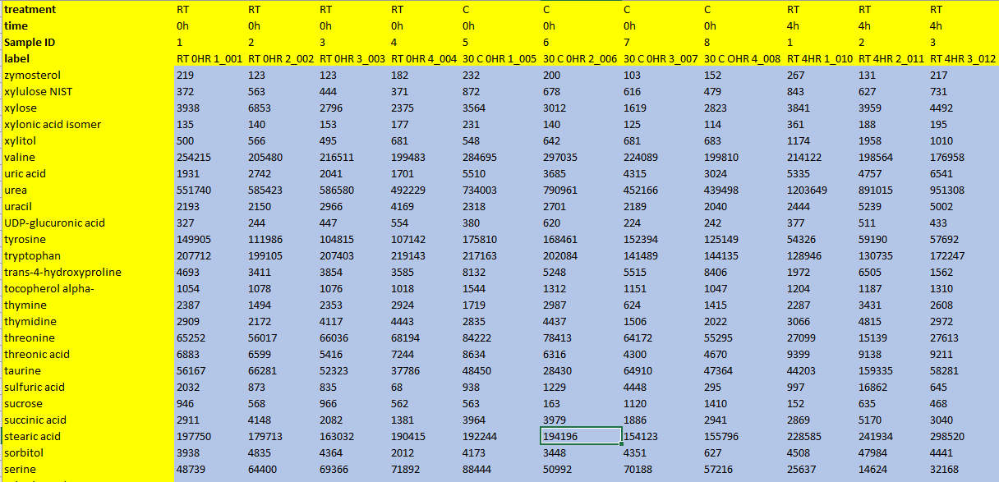 treatment RT RT RT RT C C C C RT RT RT
time 0h 0h 0h 0h 0h 0h 0h 0h 4h 4h 4h
Sample ID 1 2 3 4 5 6 7 8 1 2 3
label RT 0HR 1_001 RT 0HR 2_002 RT 0HR 3_003 RT 0HR 4_004 30 C 0HR 1_005 30 C 0HR 2_006 30 C 0HR 3_007 30 C OHR 4_008 RT 4HR 1_010 RT 4HR 2_011 RT 4HR 3_012
zymosterol 219 123 123 182 232 200 103 152 267 131 217
xylulose NIST 372 563 444 371 872 678 616 479 843 627 731
xylose 3938 6853 2796 2375 3564 3012 1619 2823 3841 3959 4492
xylonic acid isomer 135 140 153 177 231 140 125 114 361 188 195
xylitol 500 566 495 681 548 642 681 683 1174 1958 1010
valine 254215 205480 216511 199483 284695 297035 224089 199810 214122 198564 176958
uric acid 1931 2742 2041 1701 5510 3685 4315 3024 5335 4757 6541
urea 551740 585423 586580 492229 734003 790961 452166 439498 1203649 891015 951308
uracil 2193 2150 2966 4169 2318 2701 2189 2040 2444 5239 5002
UDP-glucuronic acid 327 244 447 554 380 620 224 242 377 511 433
tyrosine 149905 111986 104815 107142 175810 168461 152394 125149 54326 59190 57692
tryptophan 207712 199105 207403 219143 217163 202084 141489 144135 128946 130735 172247
trans-4-hydroxyproline 4693 3411 3854 3585 8132 5248 5515 8406 1972 6505 1562
tocopherol alpha- 1054 1078 1076 1018 1544 1312 1151 1047 1204 1187 1310
thymine 2387 1494 2353 2924 1719 2987 624 1415 2287 3431 2608
thymidine 2909 2172 4117 4443 2835 4437 1506 2022 3066 4815 2972
threonine 65252 56017 66036 68194 84222 78413 64172 55295 27099 15139 27613
threonic acid 6883 6599 5416 7244 8634 6316 4300 4670 9399 9138 9211
taurine 56167 66281 52323 37786 48450 28430 64910 47364 44203 159335 58281
sulfuric acid 2032 873 835 68 938 1229 4448 295 997 16862 645
sucrose 946 568 966 562 563 163 1120 1410 152 635 468
succinic acid 2911 4148 2082 1381 3964 3979 1886 2941 2869 5170 3040
stearic acid 197750 179713 163032 190415 192244 194196 154123 155796 228585 241934 298520
sorbitol 3938 4835 4364 2012 4173 3448 4351 627 4508 47984 4441
serine 48739 64400 69366 71892 88444 50992 70188 57216 25637 14624 32168